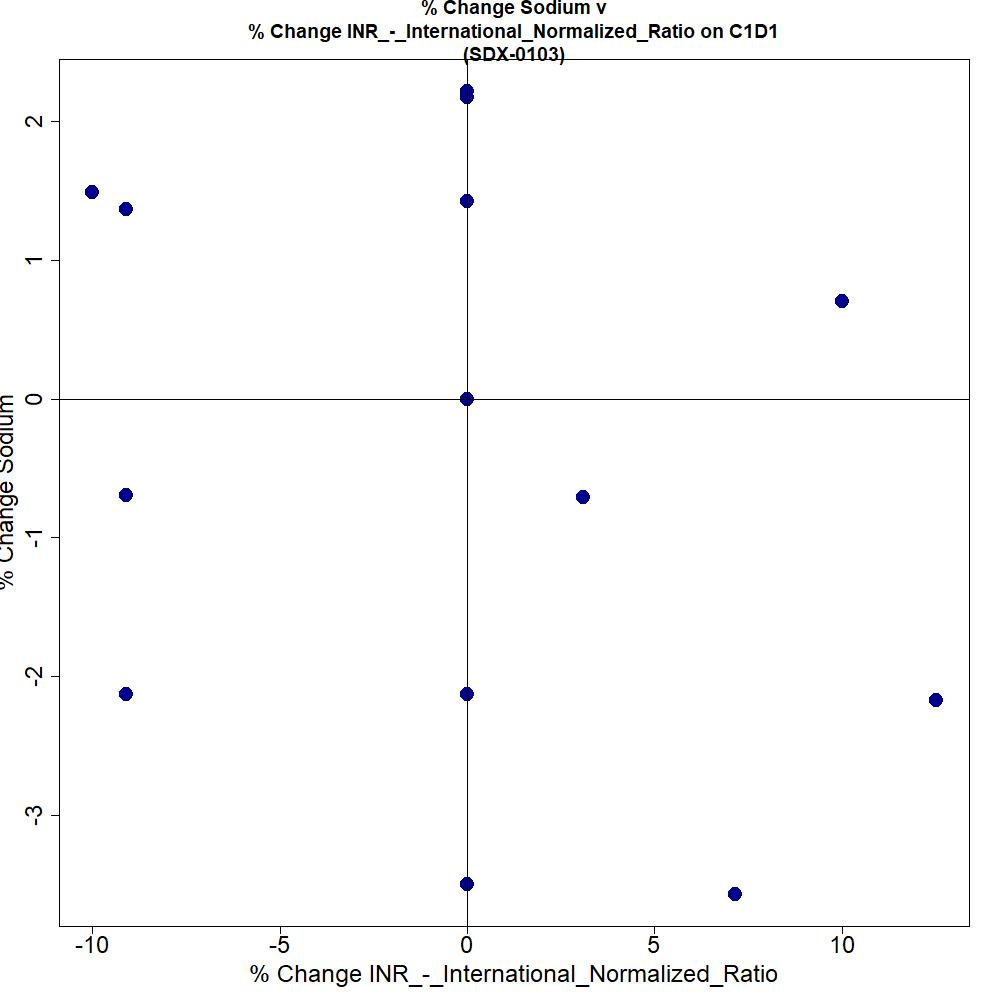 % Change Sodium v
% Change INR_-_International_Normalized_Ratio on C1D1
(SDX-0103)
% Change Sodium
2
1
0
-1
-2
-3
-10 -5 0 5 10
% Change INR_-_International_Normalized_Ratio